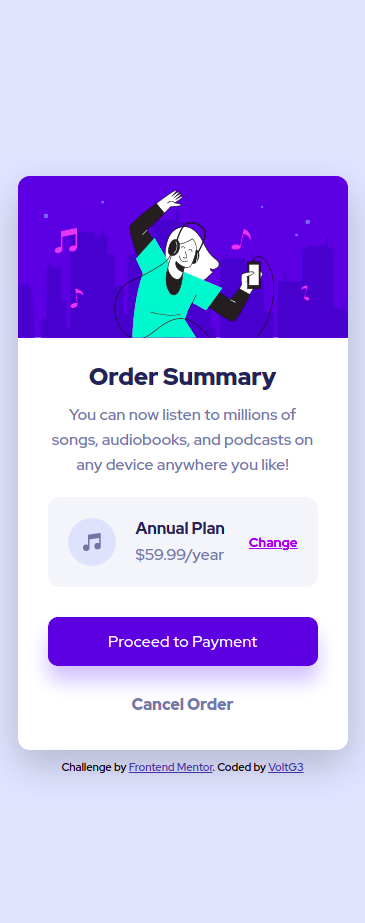 Order Summary
You can now listen to millions of
songs, audiobooks, and podcasts on
any device anywhere you like!
Annual Plan
$59.99/year
Change
Proceed to Payment
Cancel Order
Challenge by Frontend Mentor. Coded by VoltG3